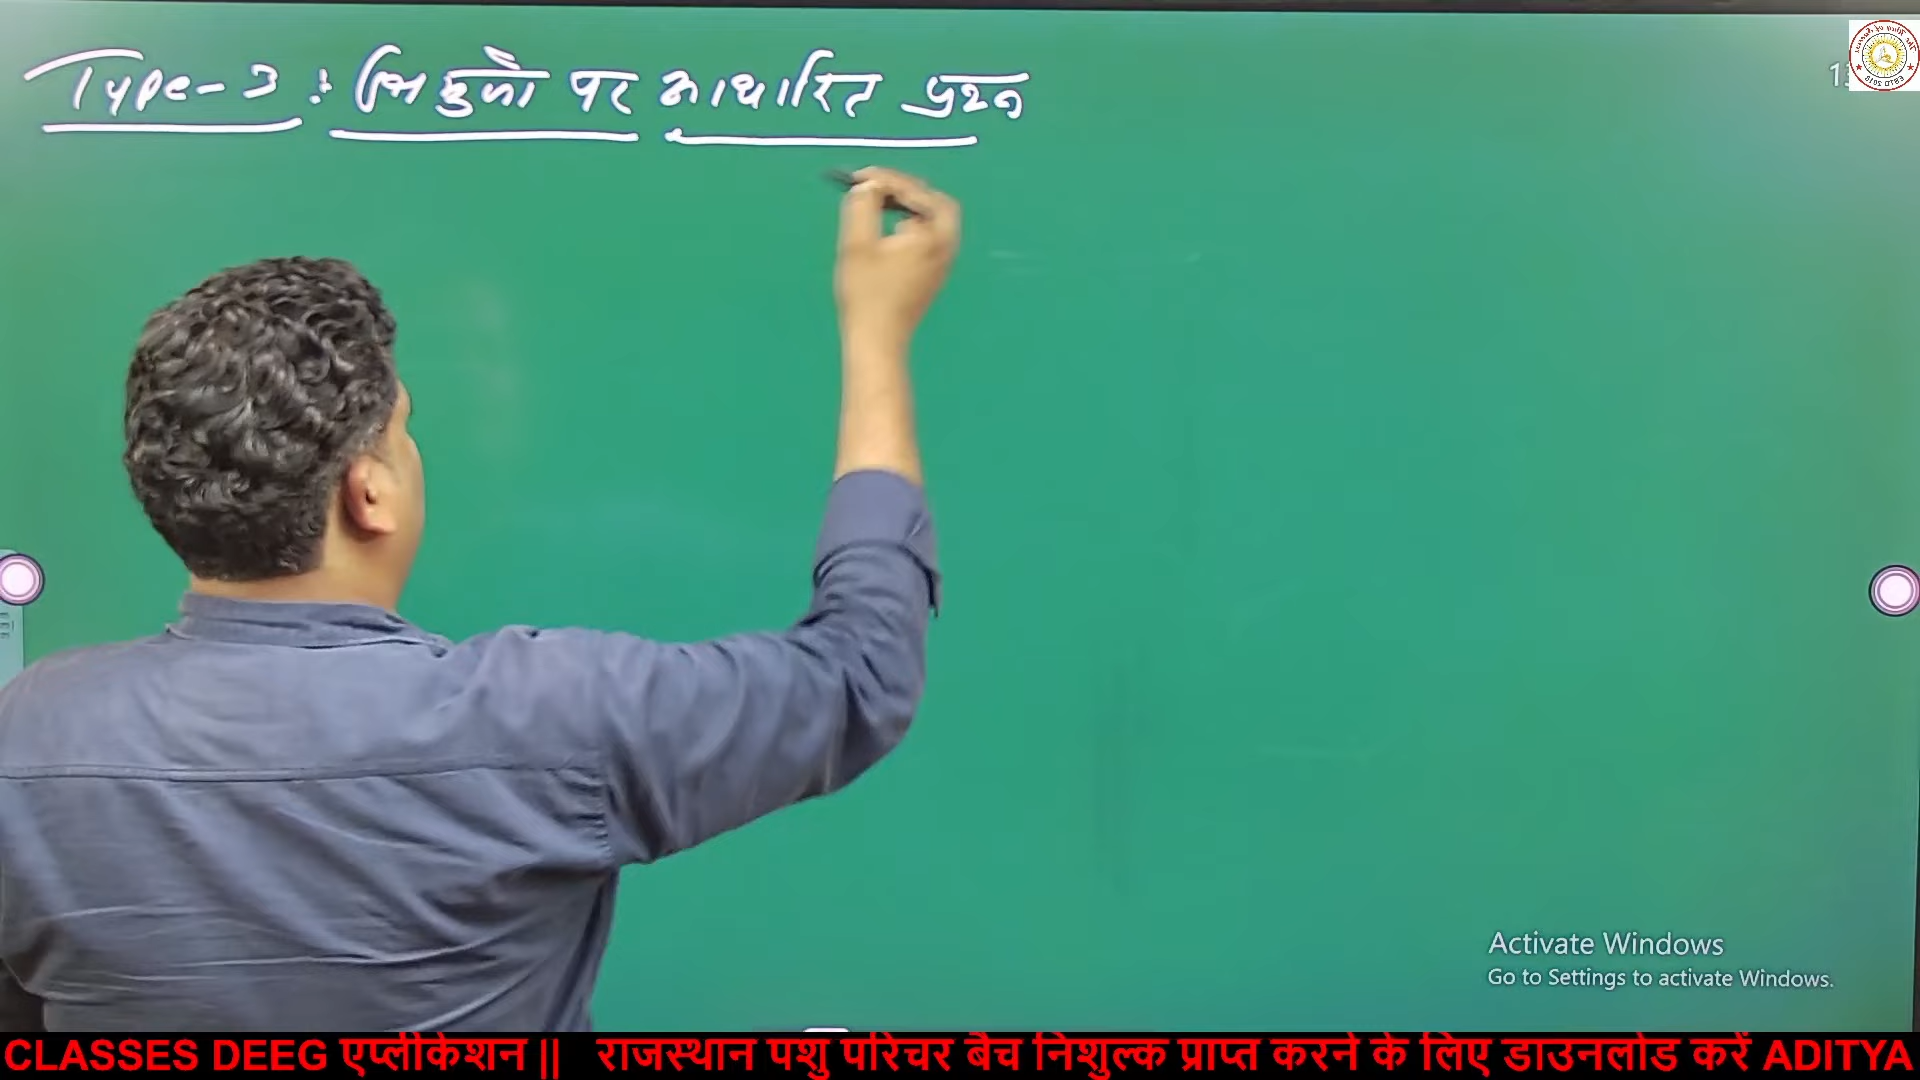 Type-3 : त्रिभुजों पर आधारित प्रश्न
Activate Windows
Go to Settings to activate Windows.
CLASSES DEEG एप्लीकेशन || राजस्थान पशु परिचर बैच निशुल्क प्राप्त करने के लिए डाउनलोड करें ADITYA